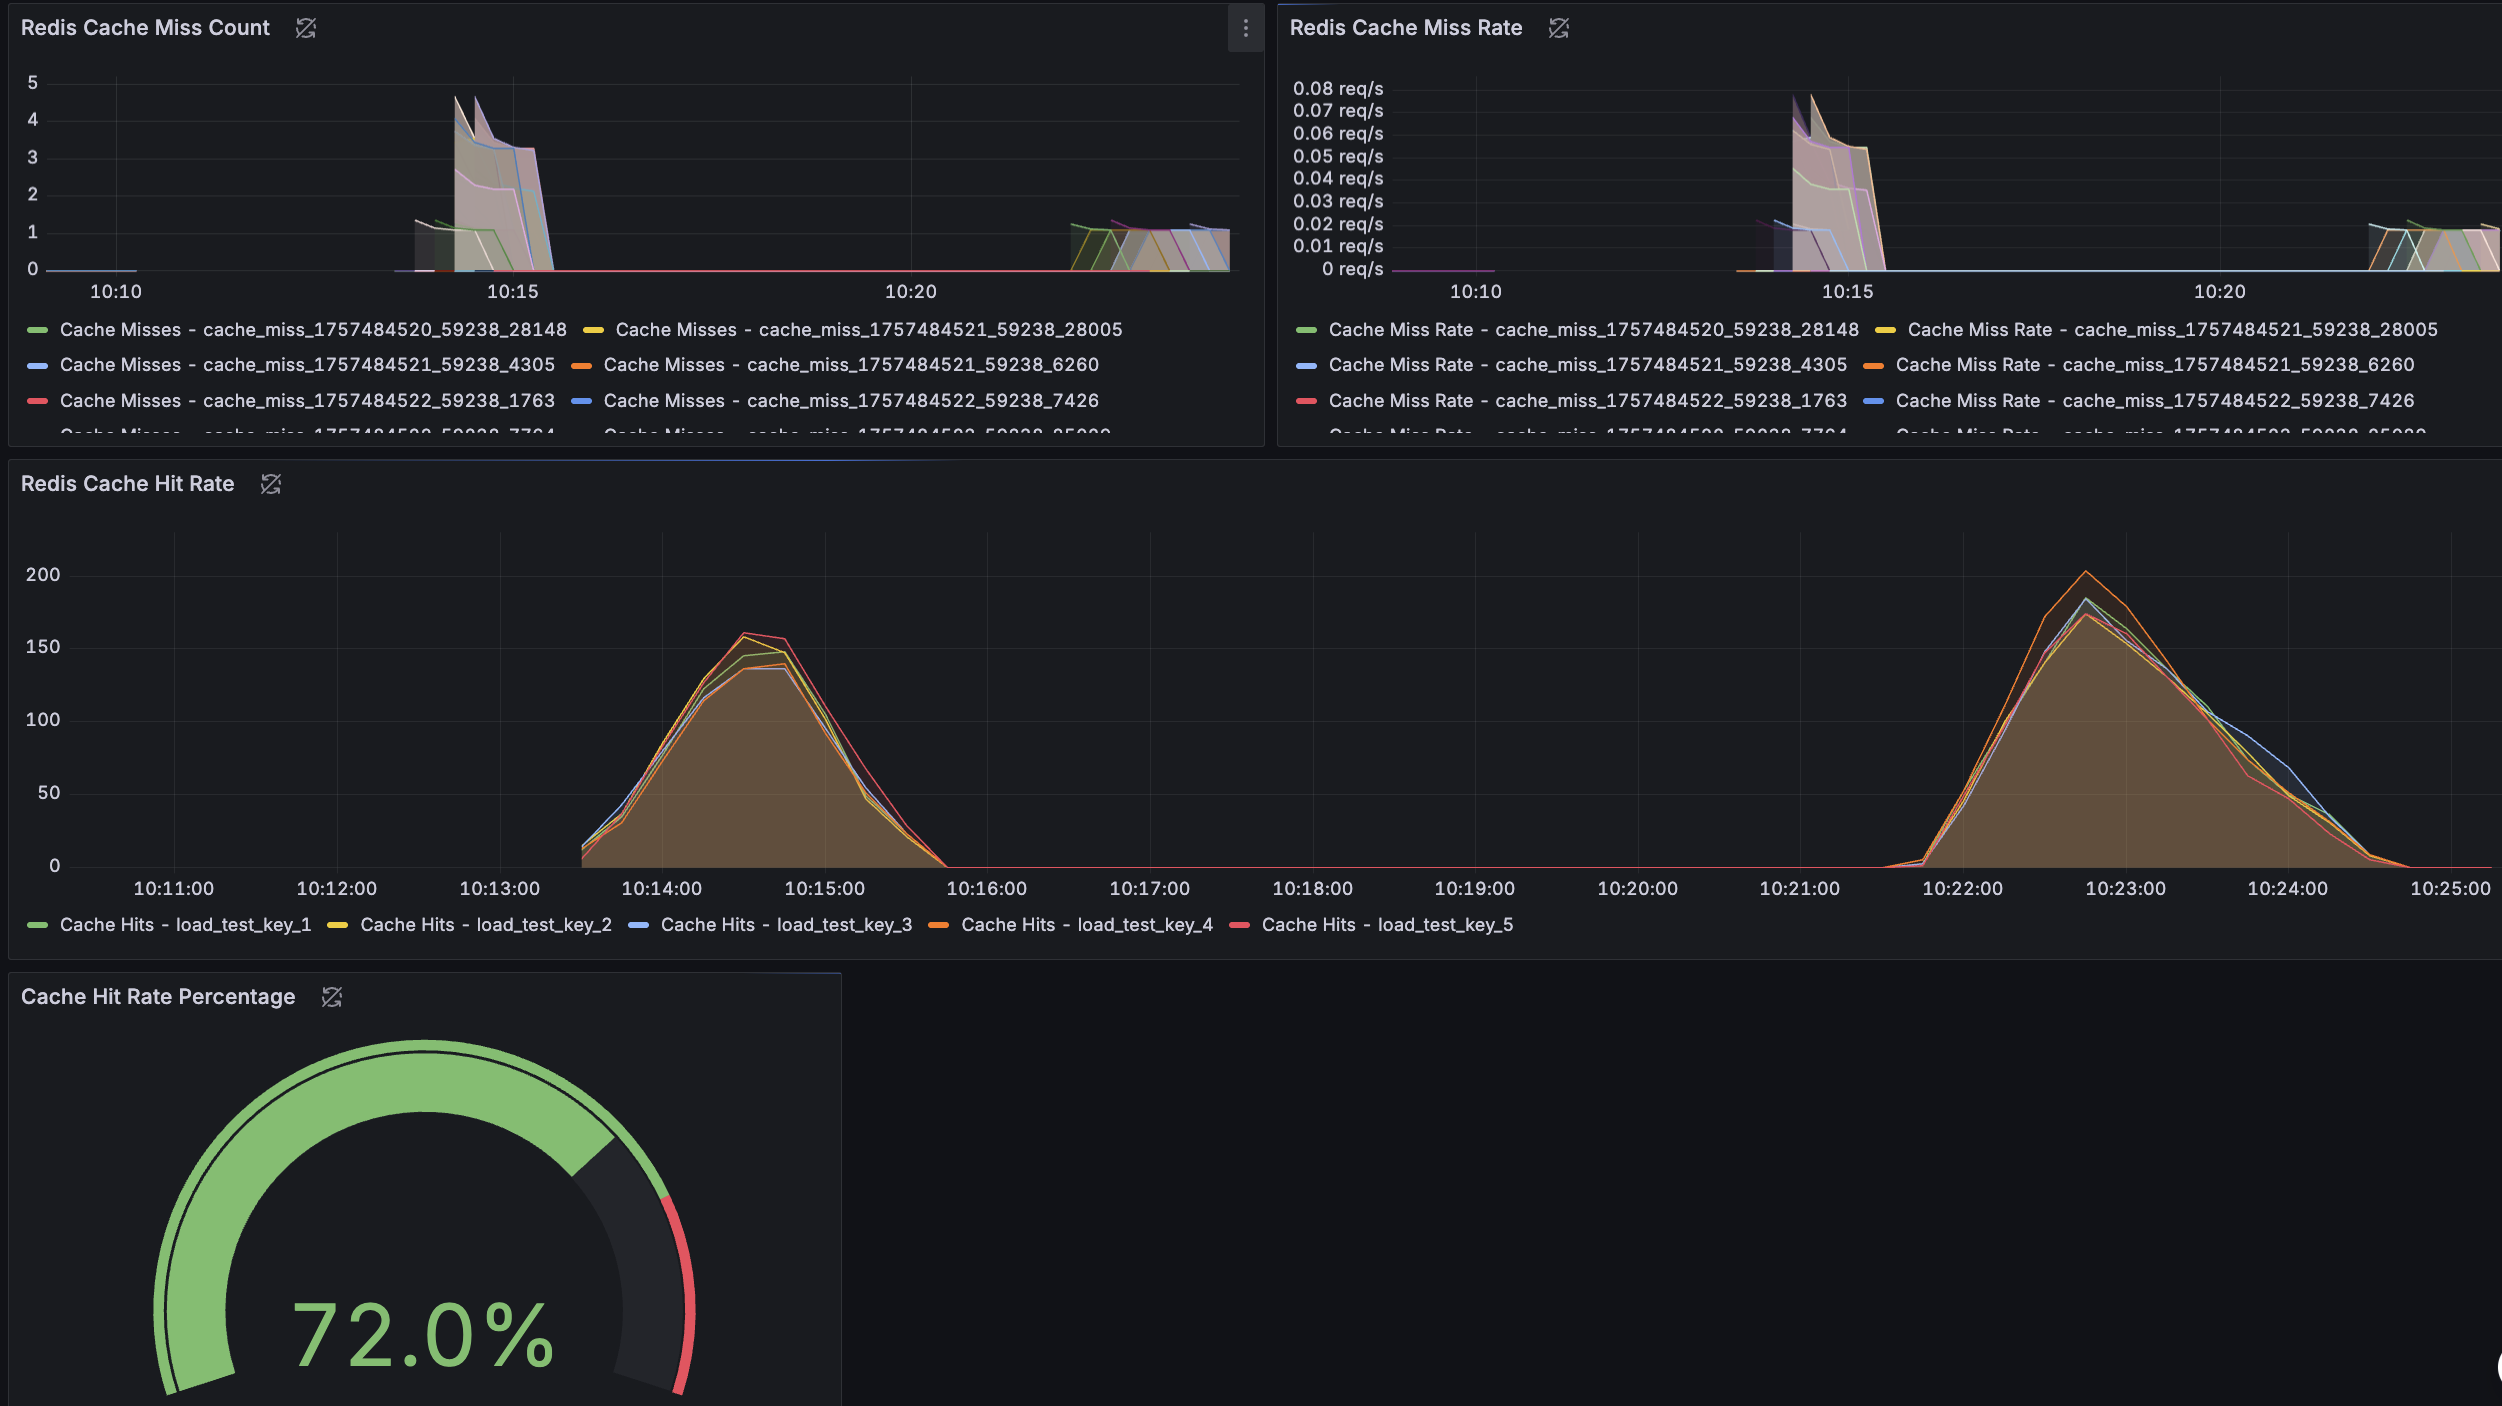 Redis Cache Miss Count
5
4
3
2
1
0
10:10 10:15 10:20
Cache Misses - cache_miss_1757484520_59238_28148 Cache Misses - cache_miss_1757484521_59238_28005
Cache Misses - cache_miss_1757484521_59238_4305 Cache Misses - cache_miss_1757484521_59238_6260
Cache Misses - cache_miss_1757484522_59238_1763 Cache Misses - cache_miss_1757484522_59238_7426
Redis Cache Miss Rate
0.08 req/s
0.07 req/s
0.06 req/s
0.05 req/s
0.04 req/s
0.03 req/s
0.02 req/s
0.01 req/s
0 req/s
10:10 10:15 10:20
Cache Miss Rate - cache_miss_1757484520_59238_28148 Cache Miss Rate - cache_miss_1757484521_59238_28005
Cache Miss Rate - cache_miss_1757484521_59238_4305 Cache Miss Rate - cache_miss_1757484521_59238_6260
Cache Miss Rate - cache_miss_1757484522_59238_1763 Cache Miss Rate - cache_miss_1757484522_59238_7426
Redis Cache Hit Rate
200
150
100
50
0
10:11:00 10:12:00 10:13:00 10:14:00 10:15:00 10:16:00 10:17:00 10:18:00 10:19:00 10:20:00 10:21:00 10:22:00 10:23:00 10:24:00 10:25:00
Cache Hits - load_test_key_1 Cache Hits - load_test_key_2 Cache Hits - load_test_key_3 Cache Hits - load_test_key_4 Cache Hits - load_test_key_5
Cache Hit Rate Percentage
72.0%